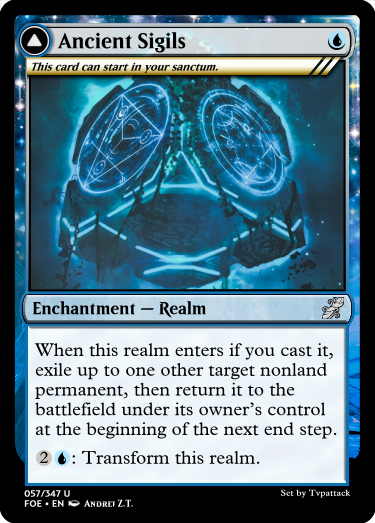 Ancient Sigils
This card can start in your sanctum.
Enchantment — Realm
When this realm enters if you cast it,
exile up to one other target nonland
permanent, then return it to the
battlefield under its owner's control
at the beginning of the next end step.
2: Transform this realm.
057/347 U
FOE • EN Andrei Z.T.
Set by Tvpattack